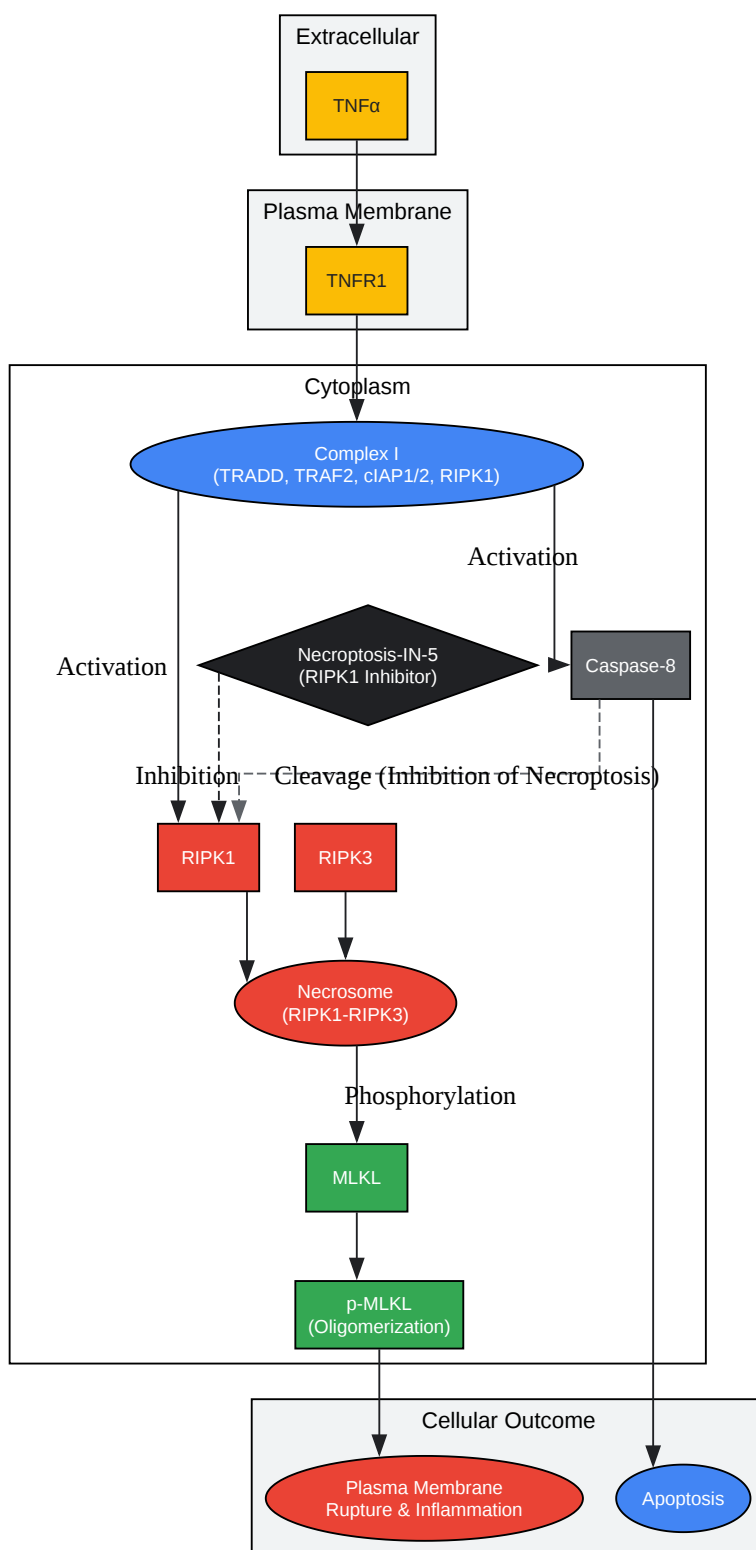 Extracellular
TNFα
Plasma Membrane
TNFR1
Cytoplasm
Complex I
(TRADD, TRAF2, cIAP1/2, RIPK1)
Activation
Necroptosis-IN-5
(RIPK1 Inhibitor)
Caspase-8
Activation
Inhibition
Cleavage (Inhibition of Necroptosis)
RIPK1
RIPK3
Necrosome
(RIPK1-RIPK3)
Phosphorylation
MLKL
p-MLKL
(Oligomerization)
Cellular Outcome
Plasma Membrane
Rupture & Inflammation
Apoptosis